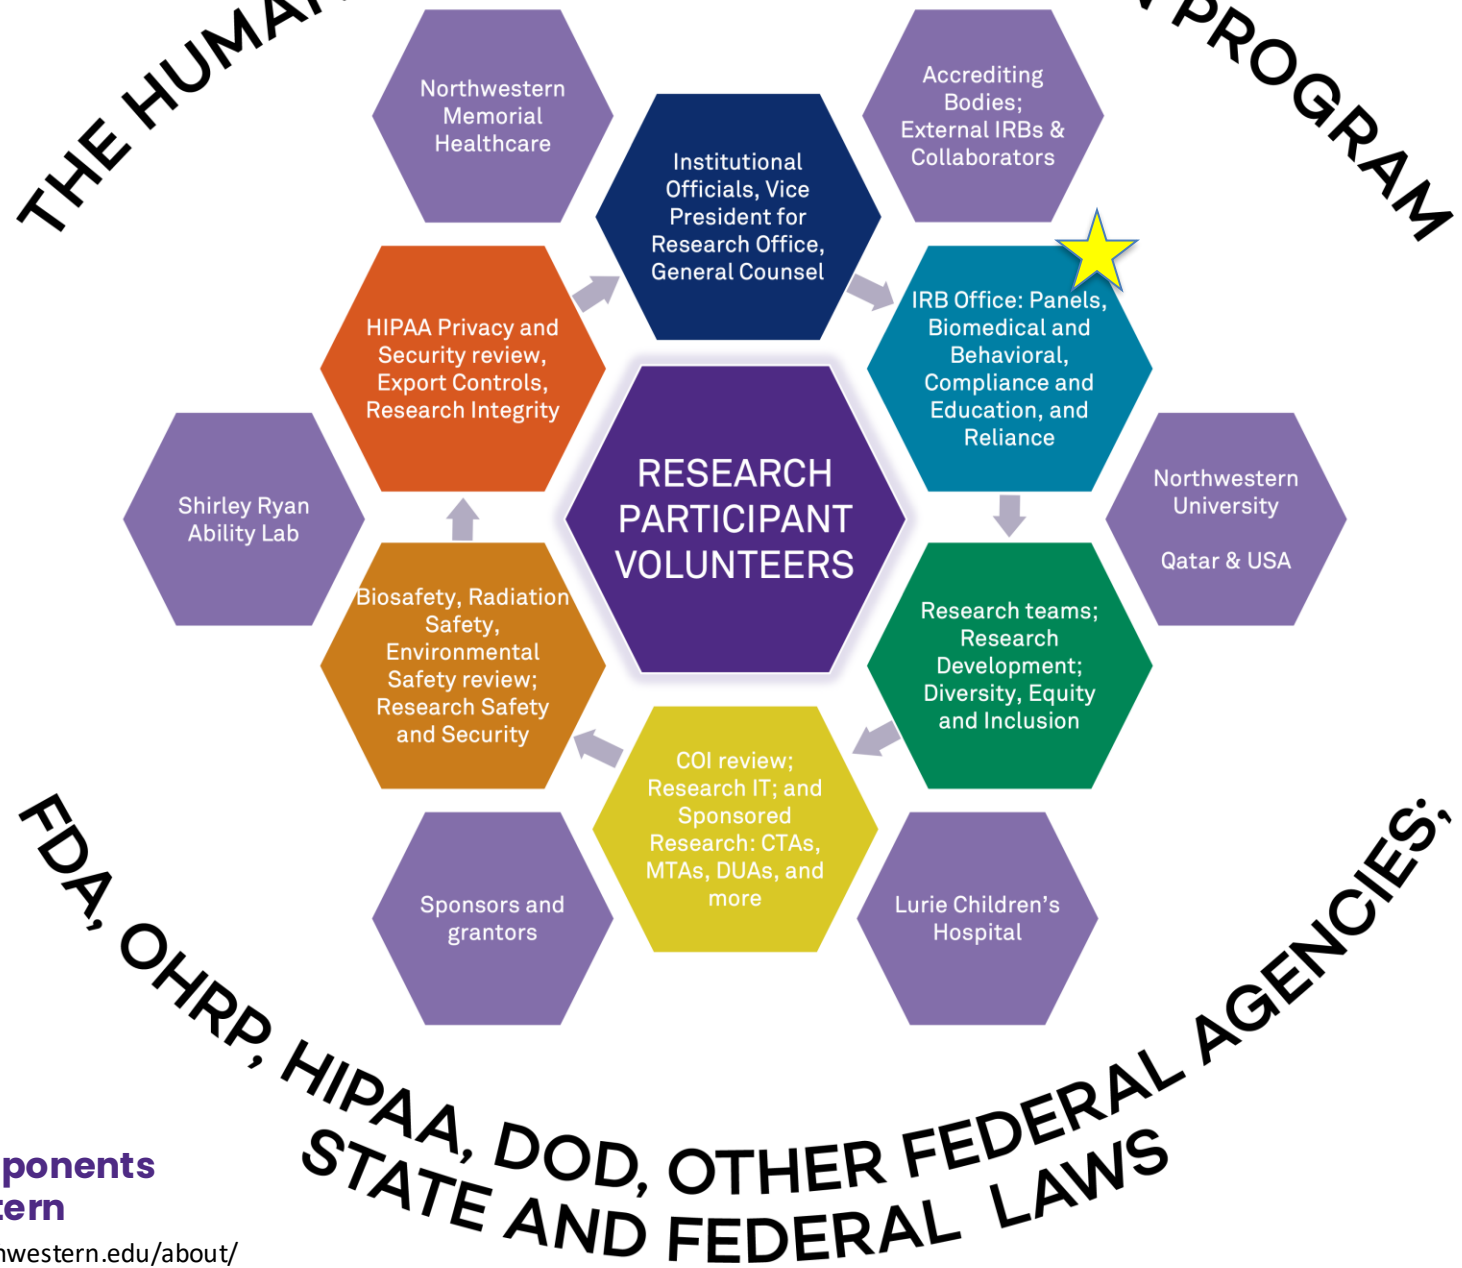 THE HUMAN
PROGRAM
Northwestern
Memorial
Healthcare
Accrediting
Bodies;
External IRBs &
Collaborators
Institutional
Officials, Vice
President for
Research Office,
General Counsel
IRB Office: Panels,
Biomedical and
Behavioral,
Compliance and
Education, and
Reliance
HIPAA Privacy and
Security review,
Export Controls,
Research Integrity
RESEARCH
PARTICIPANT
VOLUNTEERS
Northwestern
University
Qatar & USA
Shirley Ryan
Ability Lab
Research teams;
Research
Development;
Diversity, Equity
and Inclusion
Biosafety, Radiation
Safety,
Environmental
Safety review;
Research Safety
and Security
COI review;
Research IT; and
Sponsored
Research: CTAs,
MTAs, DUAs, and
more
Sponsors and
grantors
Lurie Children's
Hospital
FDA, OHRP, HIPAA, DOD, OTHER FEDERAL AGENCIES;
STATE AND FEDERAL LAWS
ponents
tern
hwestern.edu/about/